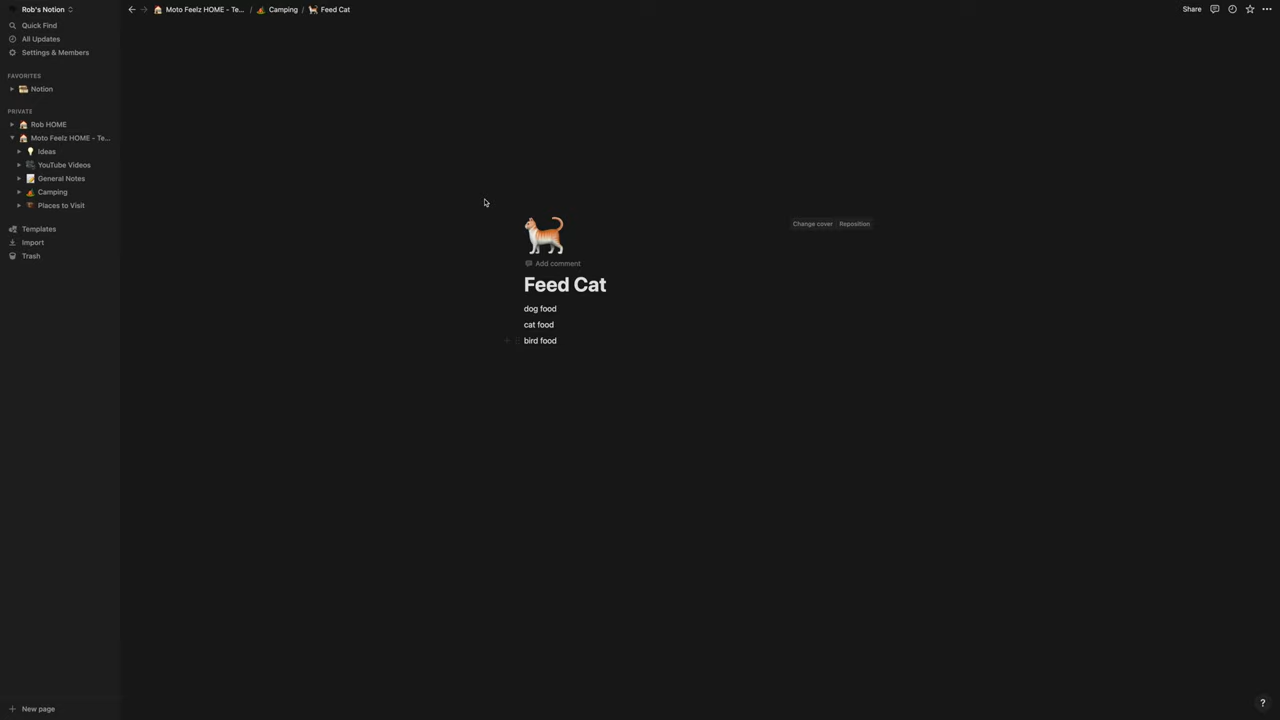 Rob's Notion
Quick Find
All Updates
Settings & Members
FAVORITES
Notion
PRIVATE
Rob HOME
Moto Feelz HOME - Te...
Ideas
YouTube Videos
General Notes
Camping
Places to Visit
Templates
Import
Trash
New page
Moto Feelz HOME - Te... / Camping / Feed Cat
Share
Change cover Reposition
Add comment
Feed Cat
dog food
cat food
bird food
?